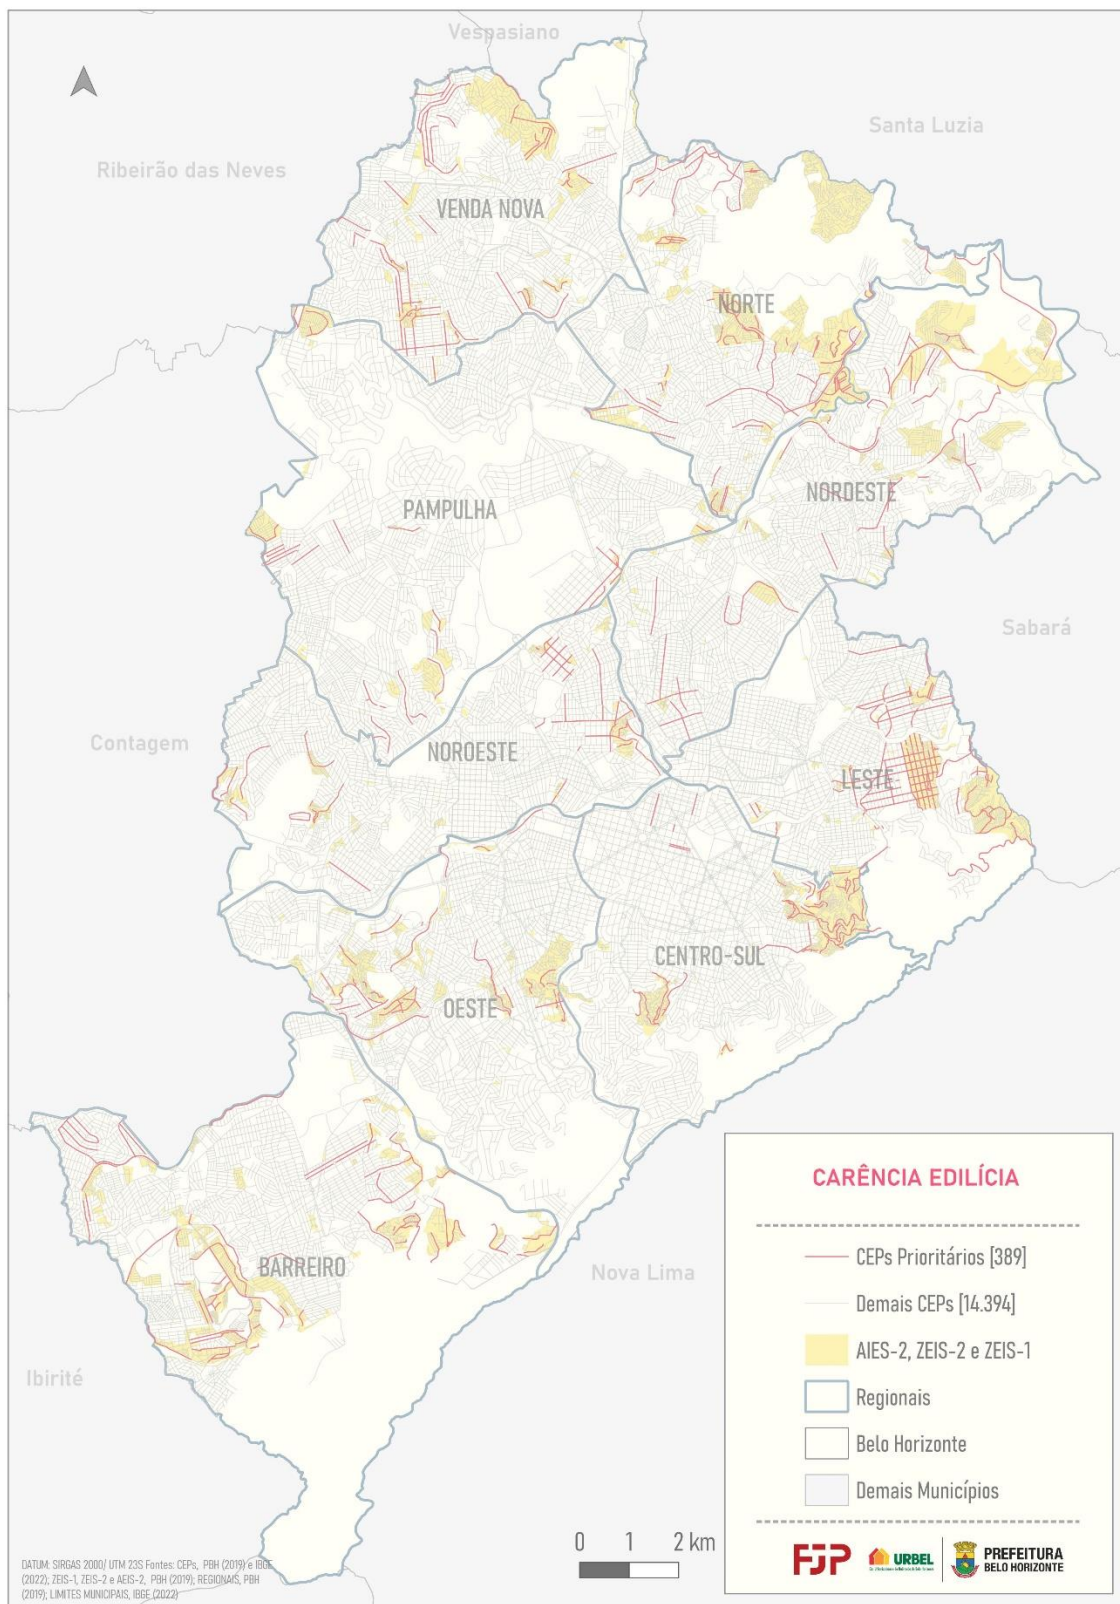 Vespasiano
Santa Luzia
Ribeirão das Neves
VENDA NOVA
NORTE
NORDESTE
PAMPULHA
Sabará
Contagem
NOROESTE
LESTE
CENTRO-SUL
OESTE
BARREIRO
Nova Lima
Ibirité
CARÊNCIA EDILÍCIA
CEPs Prioritários [389]
Demais CEPs [14.394]
AIES-2, ZEIS-2 e ZEIS-1
Regionais
Belo Horizonte
Demais Municípios
0 1 2 km
FJP
URBEL
PREFEITURA
BELO HORIZONTE
DATUM: SIRGAS 2000/ UTM 23S Fontes: CEPs, PBH (2019) e IBGE
(2022); ZEIS-1, ZEIS-2 e AEIS-2, PBH (2019); REGIONAIS, PBH
(2019); LIMITES MUNICIPAIS, IBGE (2022)